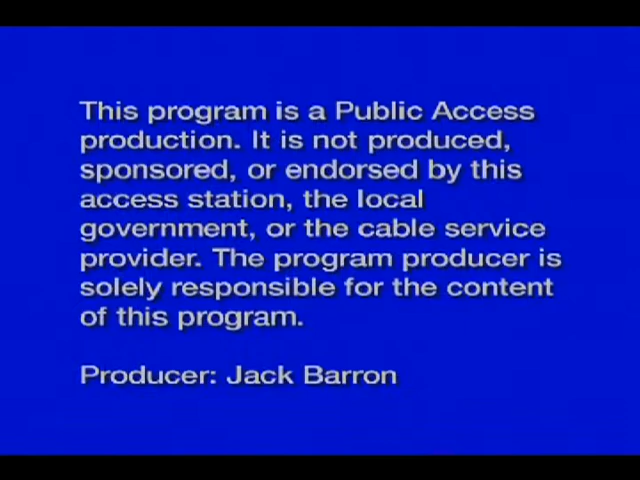 This program is a Public Access
production. It is not produced,
sponsored, or endorsed by this
access station, the local
government, or the cable service
provider. The program producer is
solely responsible for the content
of this program.
Producer: Jack Barron